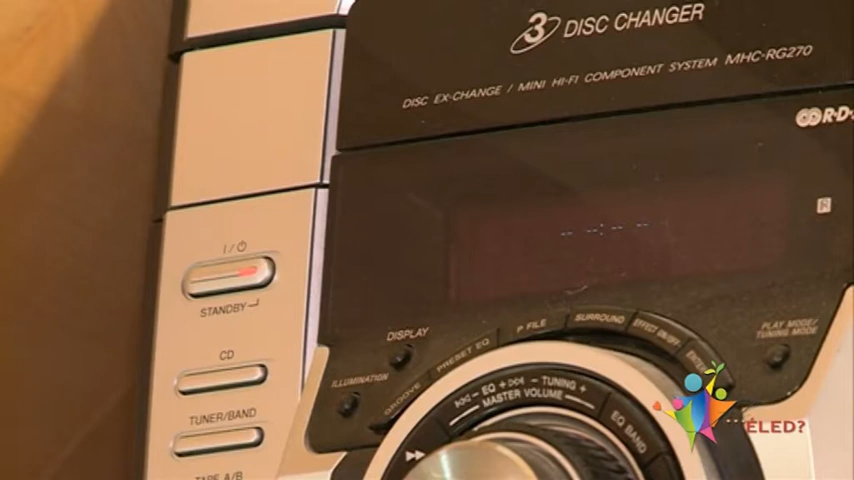 3 DISC CHANGER
DISC EX-CHANGE / MINI HI-FI COMPONENT SYSTEM MHC-RG270
R·D·S
I / ⏻
STANDBY
CD
TUNER/BAND
TAPE A/B
DISPLAY
ILLUMINATION
GROOVE
PRESET EQ
P FILE
SURROUND
EFFECT ON/OFF
PLAY MODE/
TUNING MODE
– EQ + – TUNING +
MASTER VOLUME
EQ BAND
ÉLED?